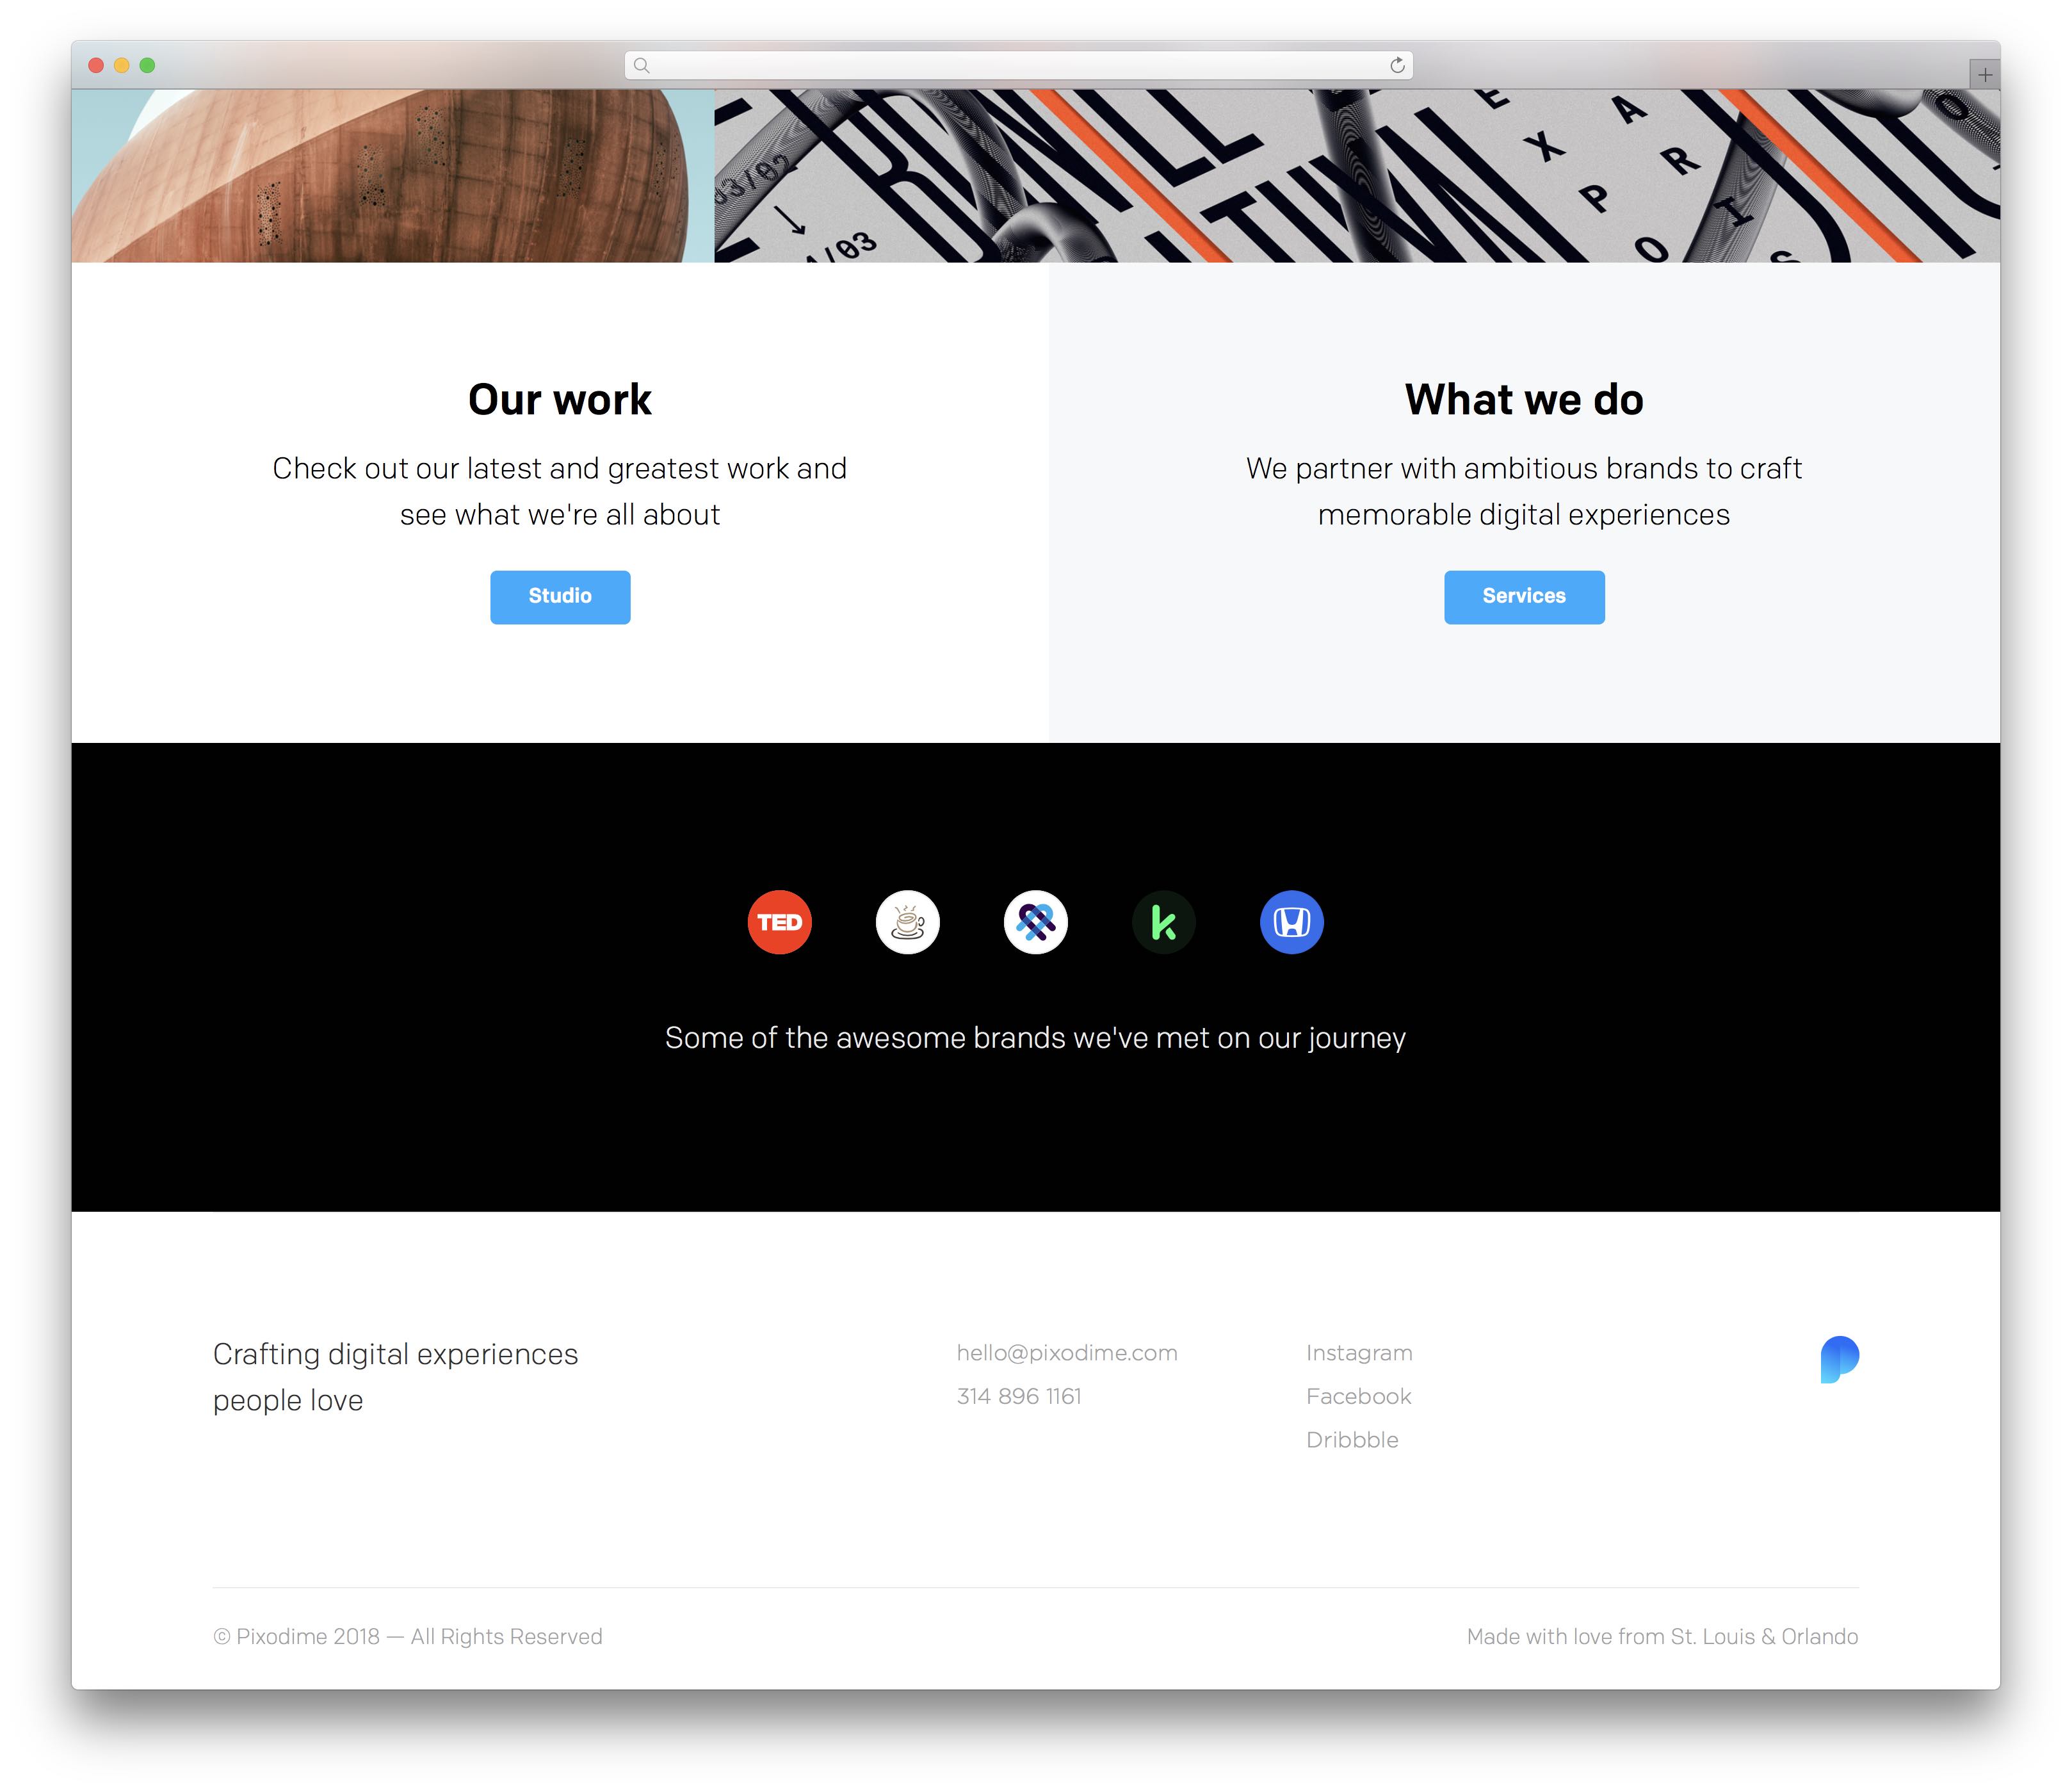 03/02
/03
E X A
P R
O
Our work
Check out our latest and greatest work and
see what we're all about
Studio
What we do
We partner with ambitious brands to craft
memorable digital experiences
Services
TED
Some of the awesome brands we've met on our journey
Crafting digital experiences
people love
hello@pixodime.com
314 896 1161
Instagram
Facebook
Dribbble
© Pixodime 2018 — All Rights Reserved
Made with love from St. Louis & Orlando